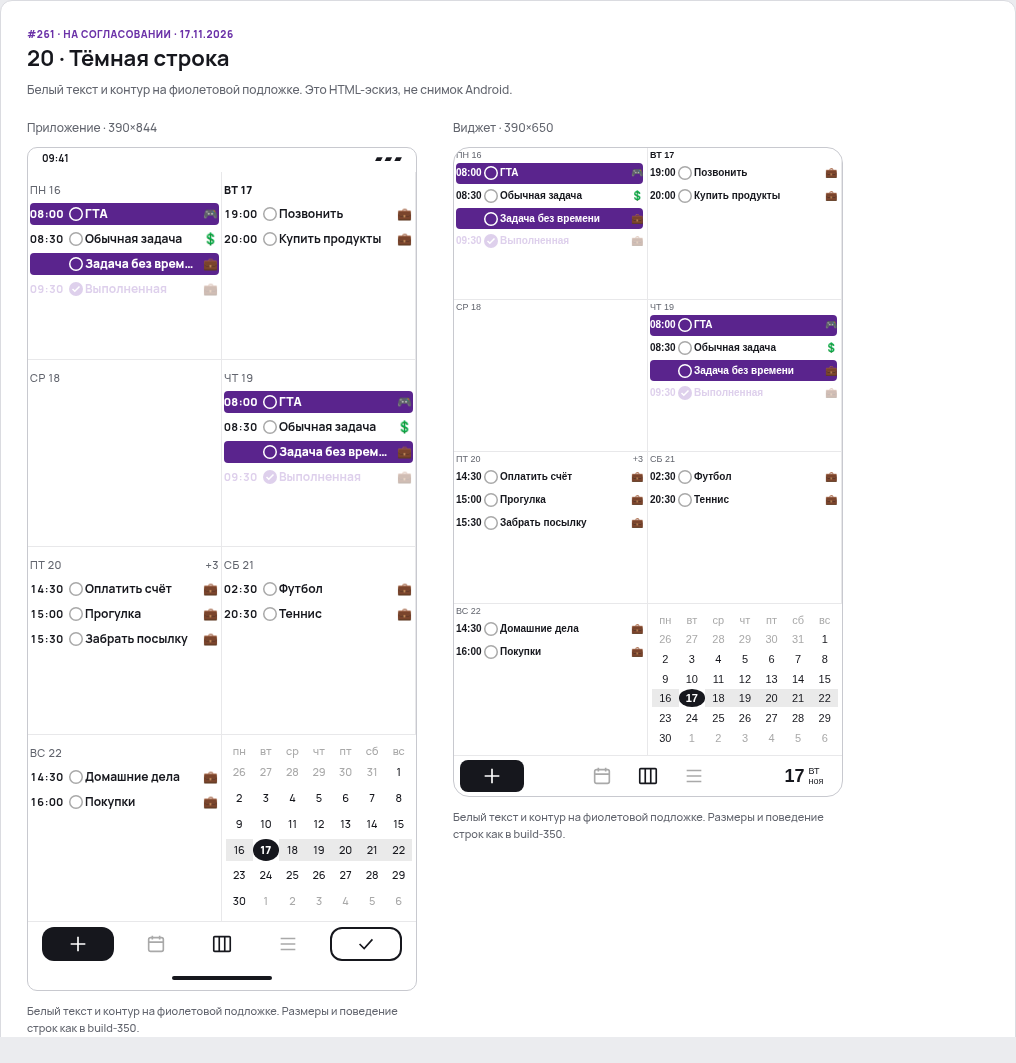 #261 · НА СОГЛАСОВАНИИ · 17.11.2026
20 · Тёмная строка
Белый текст и контур на фиолетовой подложке. Это HTML-эскиз, не снимок Android.
Приложение · 390×844
09:41
ПН 16
08:00 ГТА
08:30 Обычная задача
Задача без врем…
09:30 Выполненная
ВТ 17
19:00 Позвонить
20:00 Купить продукты
СР 18
ЧТ 19
08:00 ГТА
08:30 Обычная задача
Задача без врем…
09:30 Выполненная
ПТ 20 +3
14:30 Оплатить счёт
15:00 Прогулка
15:30 Забрать посылку
СБ 21
02:30 Футбол
20:30 Теннис
ВС 22
14:30 Домашние дела
16:00 Покупки
пн вт ср чт пт сб вс
26 27 28 29 30 31 1
2 3 4 5 6 7 8
9 10 11 12 13 14 15
16 17 18 19 20 21 22
23 24 25 26 27 28 29
30 1 2 3 4 5 6
Белый текст и контур на фиолетовой подложке. Размеры и поведение
строк как в build-350.
Виджет · 390×650
ПН 16
08:00 ГТА
08:30 Обычная задача
Задача без времени
09:30 Выполненная
ВТ 17
19:00 Позвонить
20:00 Купить продукты
СР 18
ЧТ 19
08:00 ГТА
08:30 Обычная задача
Задача без времени
09:30 Выполненная
ПТ 20 +3
14:30 Оплатить счёт
15:00 Прогулка
15:30 Забрать посылку
СБ 21
02:30 Футбол
20:30 Теннис
ВС 22
14:30 Домашние дела
16:00 Покупки
пн вт ср чт пт сб вс
26 27 28 29 30 31 1
2 3 4 5 6 7 8
9 10 11 12 13 14 15
16 17 18 19 20 21 22
23 24 25 26 27 28 29
30 1 2 3 4 5 6
17 ВТ
ноя
Белый текст и контур на фиолетовой подложке. Размеры и поведение
строк как в build-350.